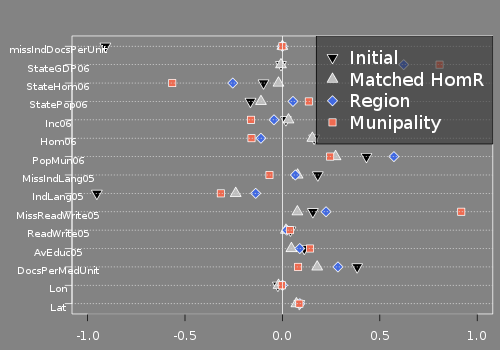 missIndDocsPerUnit
StateGDP06
StateHom06
StatePop06
Inc06
Hom06
PopMun06
MissIndLang05
IndLang05
MissReadWrite05
ReadWrite05
AvEduc05
DocsPerMedUnit
Lon
Lat
Initial
Matched HomR
Region
Munipality
-1.0 -0.5 0.0 0.5 1.0